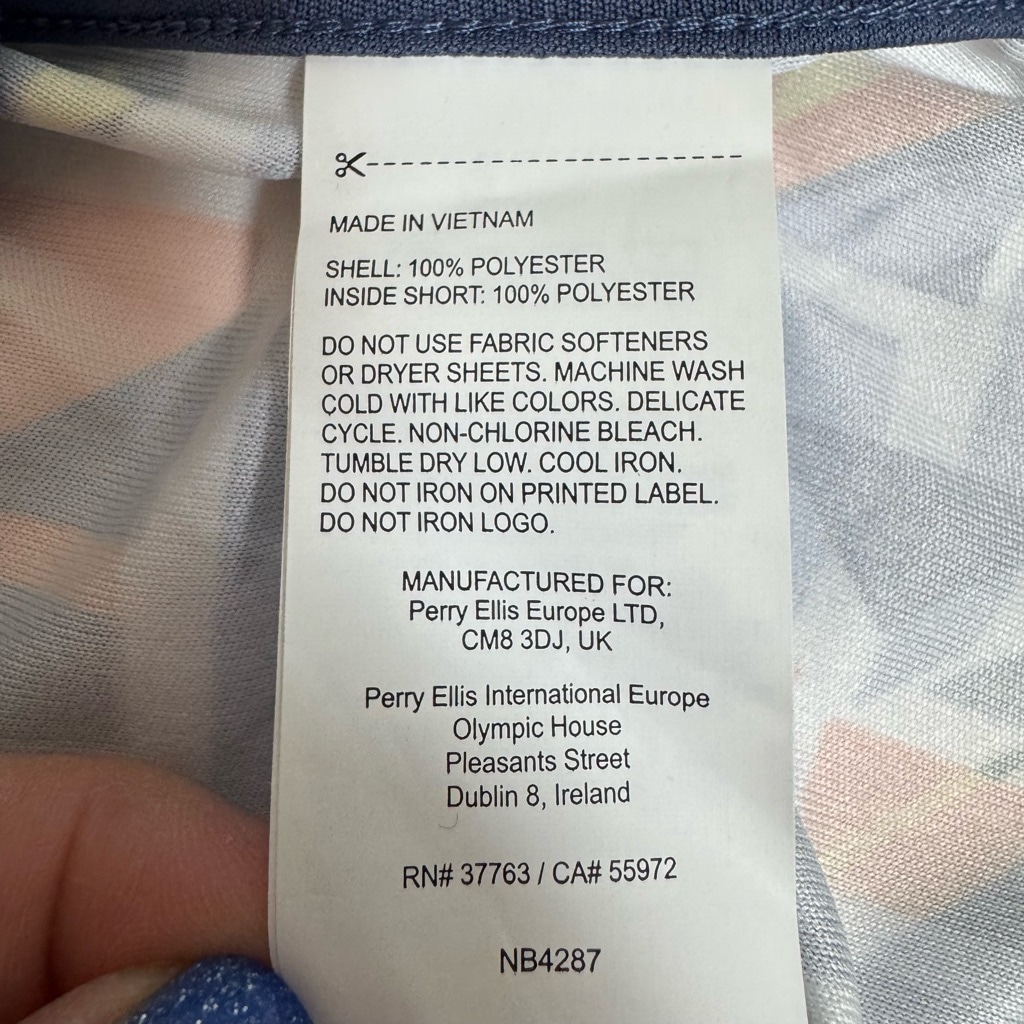 MADE IN VIETNAM
SHELL: 100% POLYESTER
INSIDE SHORT: 100% POLYESTER
DO NOT USE FABRIC SOFTENERS
OR DRYER SHEETS. MACHINE WASH
COLD WITH LIKE COLORS. DELICATE
CYCLE. NON-CHLORINE BLEACH.
TUMBLE DRY LOW. COOL IRON.
DO NOT IRON ON PRINTED LABEL.
DO NOT IRON LOGO.
MANUFACTURED FOR:
Perry Ellis Europe LTD,
CM8 3DJ, UK
Perry Ellis International Europe
Olympic House
Pleasants Street
Dublin 8, Ireland
RN# 37763 / CA# 55972
NB4287